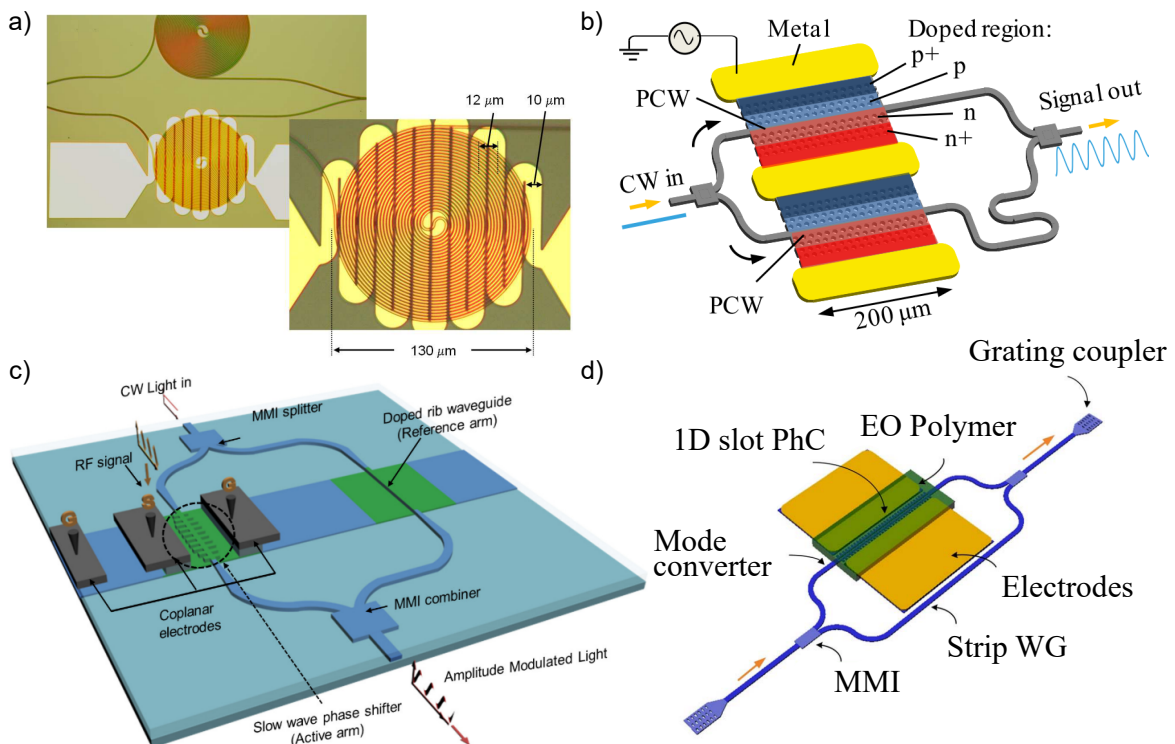 a)
12 μm
10 μm
130 μm
b)
Metal
Doped region:
p+
p
n
n+
PCW
CW in
PCW
Signal out
200 μm
c)
CW Light in
MMI splitter
Doped rib waveguide
(Reference arm)
RF signal
G
S
G
Coplanar
electrodes
MMI combiner
Amplitude Modulated Light
Slow wave phase shifter
(Active arm)
d)
Grating coupler
1D slot PhC
EO Polymer
Mode
converter
Electrodes
Strip WG
MMI